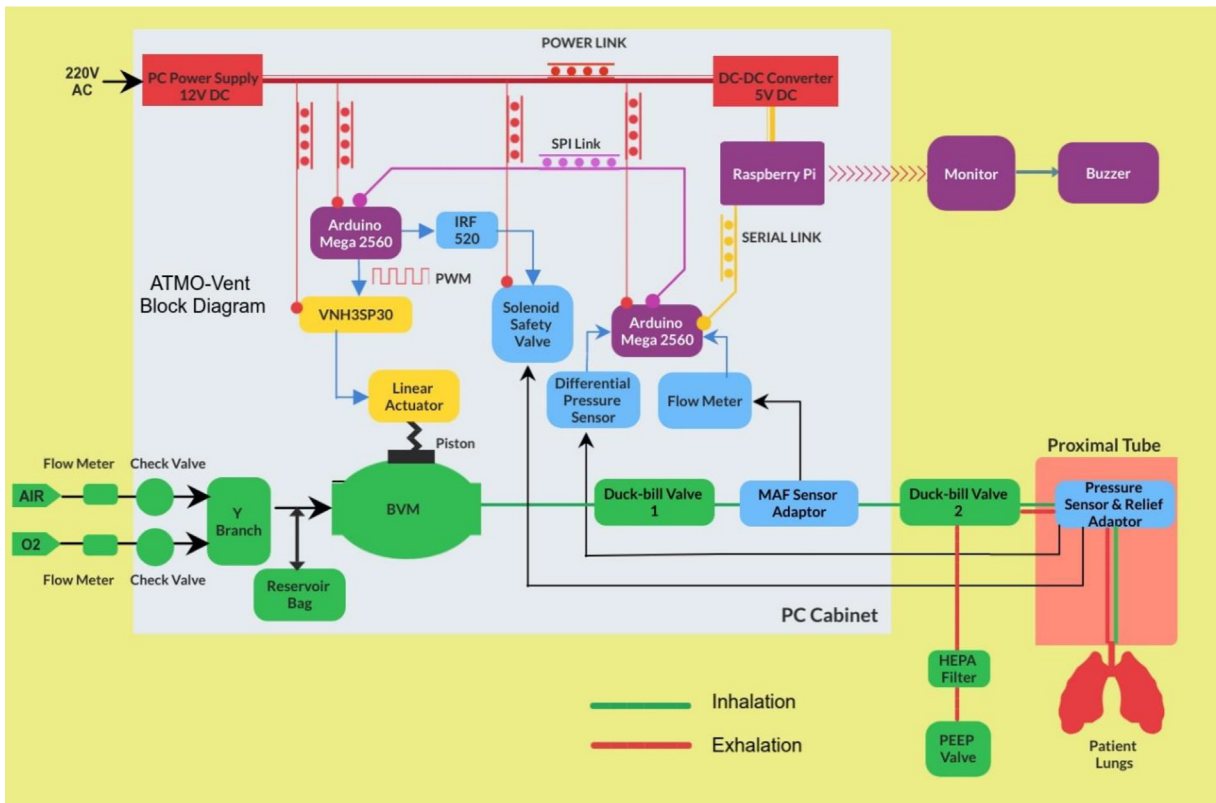 POWER LINK
220V
AC
PC Power Supply
12V DC
DC-DC Converter
5V DC
SPI Link
Raspberry Pi
Monitor
Buzzer
Arduino
Mega 2560
IRF
520
SERIAL LINK
ATMO-Vent
Block Diagram
PWM
VNH3SP30
Solenoid
Safety
Valve
Arduino
Mega 2560
Linear
Actuator
Differential
Pressure
Sensor
Flow Meter
Piston
Proximal Tube
Flow Meter
Check Valve
AIR
Y
Branch
BVM
Duck-bill Valve
1
MAF Sensor
Adaptor
Duck-bill Valve
2
Pressure
Sensor & Relief
Adaptor
O2
Flow Meter
Check Valve
Reservoir
Bag
PC Cabinet
HEPA
Filter
Inhalation
Exhalation
PEEP
Valve
Patient
Lungs